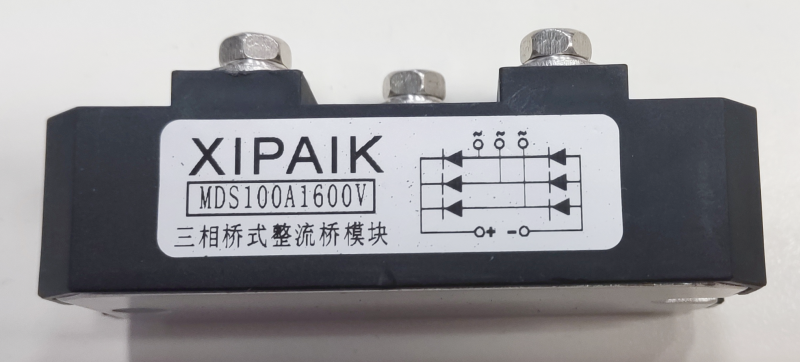 XIPAIK
MDS100A1600V
三相桥式整流桥模块
~ ~ ~
+ -